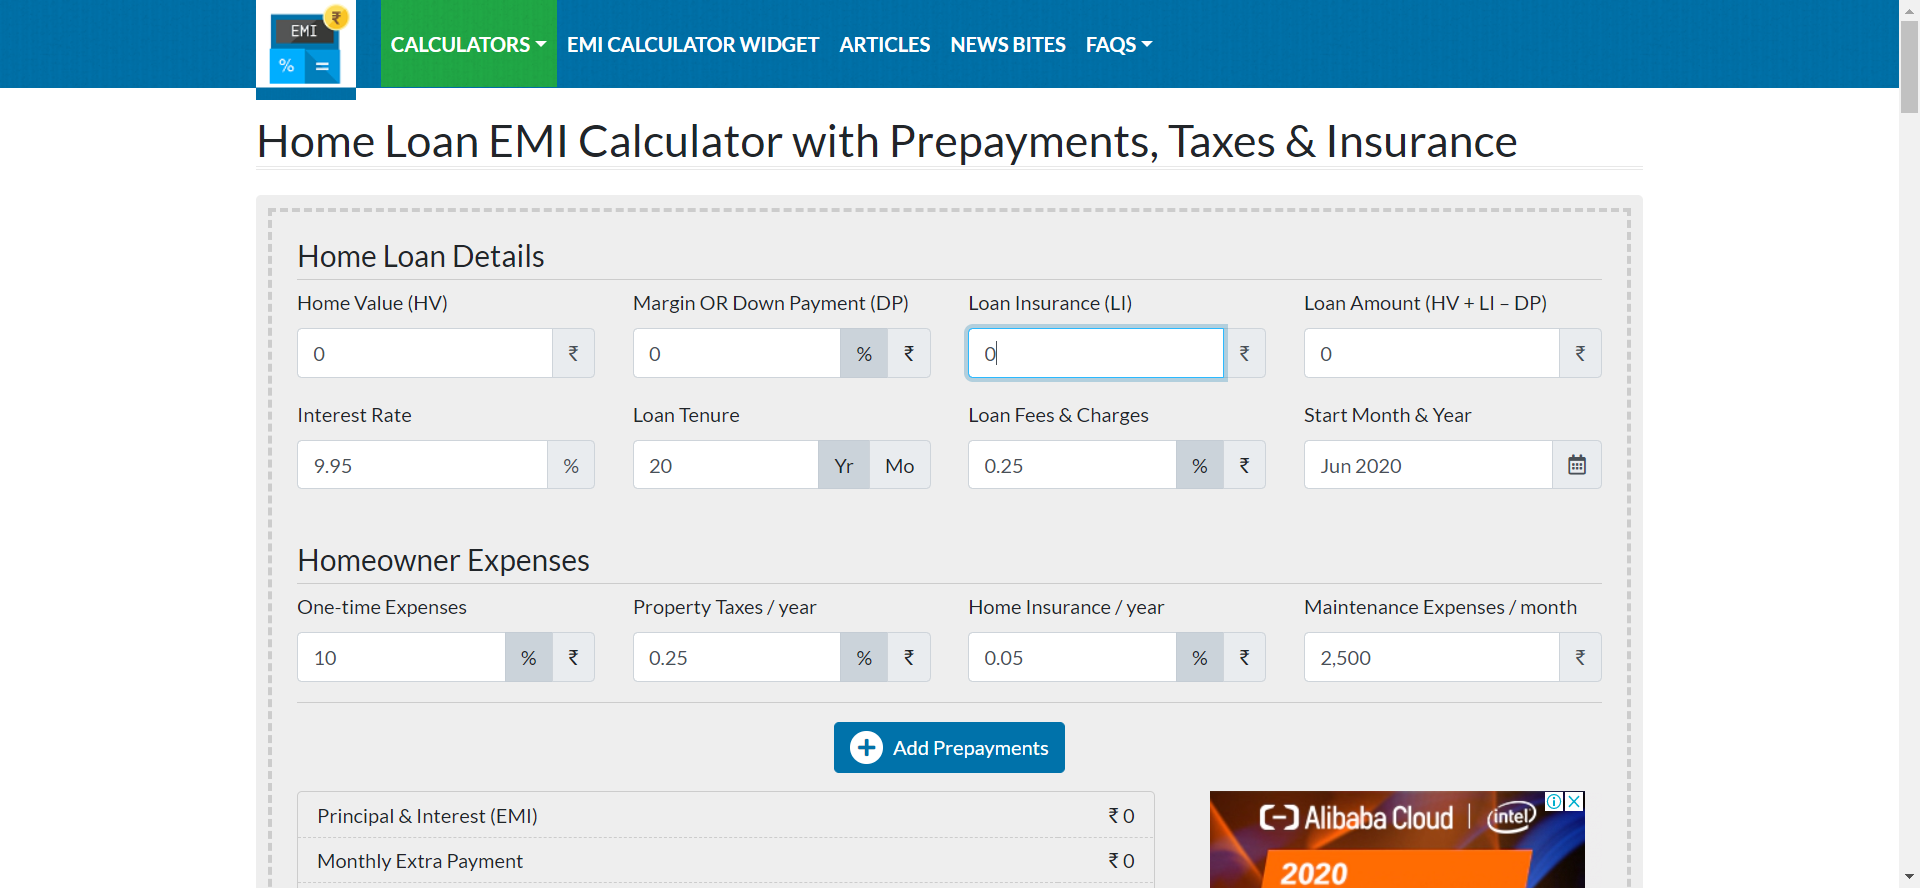 EMI ₹
% =
CALCULATORS EMI CALCULATOR WIDGET ARTICLES NEWS BITES FAQS
Home Loan EMI Calculator with Prepayments, Taxes & Insurance
Home Loan Details
Home Value (HV) Margin OR Down Payment (DP) Loan Insurance (LI) Loan Amount (HV + LI – DP)
0 ₹ 0 % ₹ 0 ₹ 0 ₹
Interest Rate Loan Tenure Loan Fees & Charges Start Month & Year
9.95 % 20 Yr Mo 0.25 % ₹ Jun 2020
Homeowner Expenses
One-time Expenses Property Taxes / year Home Insurance / year Maintenance Expenses / month
10 % ₹ 0.25 % ₹ 0.05 % ₹ 2,500 ₹
Add Prepayments
Principal & Interest (EMI) ₹ 0
Monthly Extra Payment ₹ 0
Alibaba Cloud | intel
2020